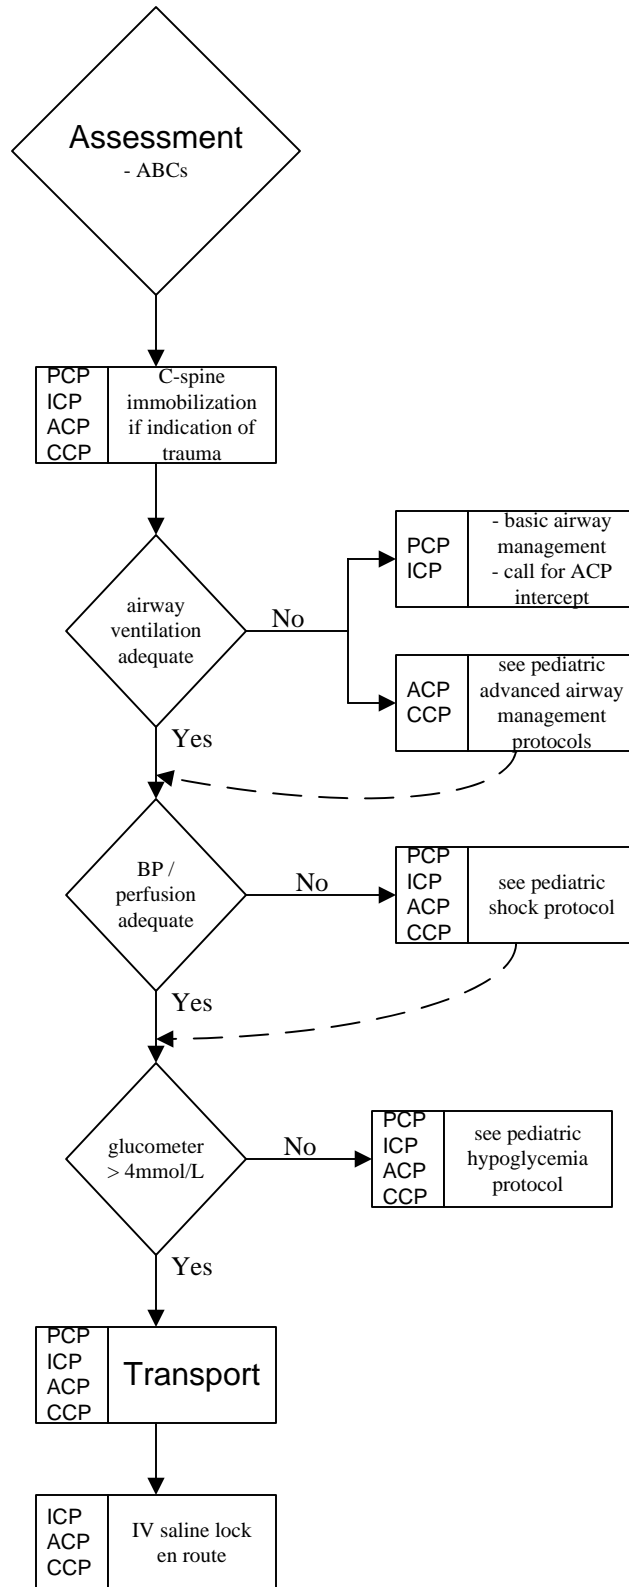 Assessment
- ABCs
PCP
ICP
ACP
CCP
C-spine
immobilization
if indication of
trauma
airway
ventilation
adequate
No
PCP
ICP
- basic airway
management
- call for ACP
intercept
ACP
CCP
see pediatric
advanced airway
management
protocols
Yes
BP /
perfusion
adequate
No
PCP
ICP
ACP
CCP
see pediatric
shock protocol
Yes
glucometer
> 4mmol/L
No
PCP
ICP
ACP
CCP
see pediatric
hypoglycemia
protocol
Yes
PCP
ICP
ACP
CCP
Transport
ICP
ACP
CCP
IV saline lock
en route